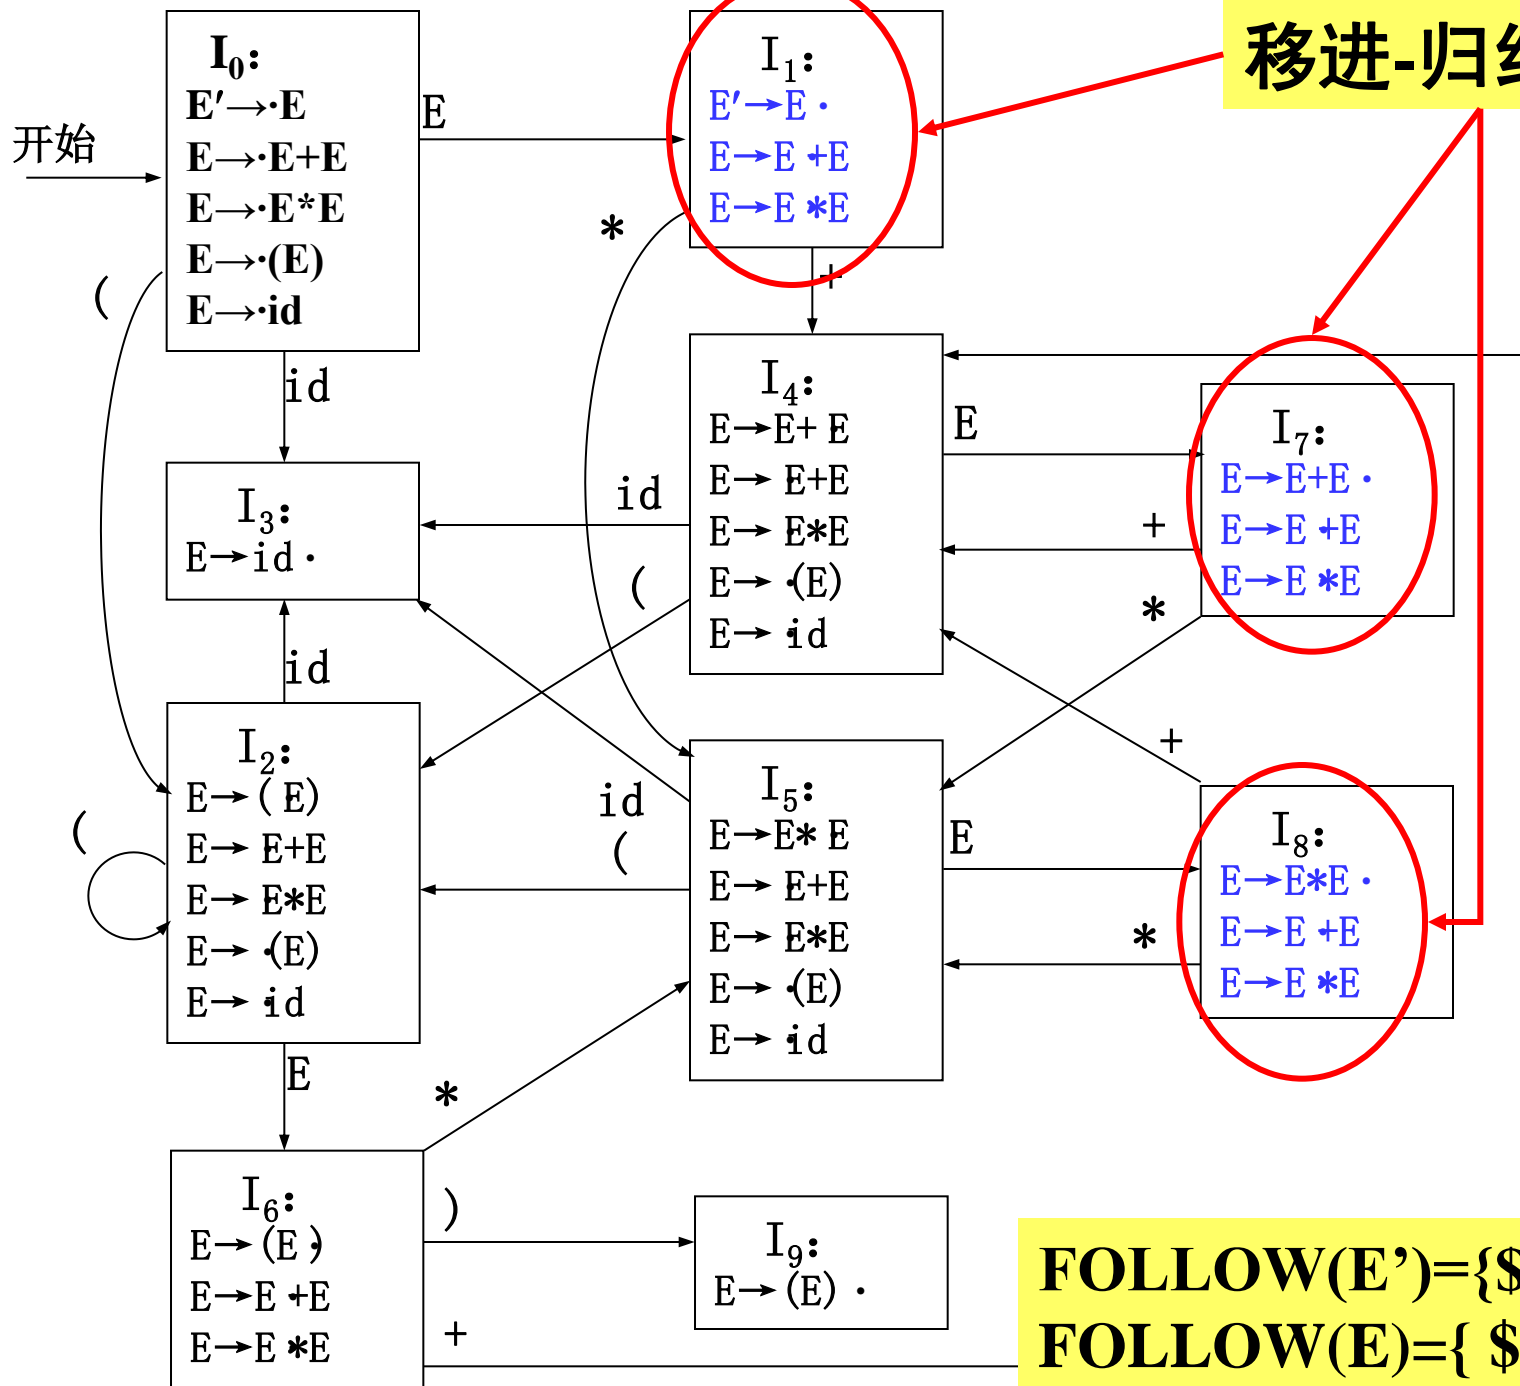 I0:
E'→·E
E→·E+E
E→·E*E
E→·(E)
E→·id
开始
E
I1:
E'→E·
E→E·+E
E→E·*E
移进-归
(
*
+
id
I4:
E→E+·E
E→·E+E
E→·E*E
E→·(E)
E→·id
E
I7:
E→E+E·
E→E·+E
E→E·*E
I3:
E→id·
id
+
(
*
id
I2:
E→(·E)
E→·E+E
E→·E*E
E→·(E)
E→·id
(
id
(
I5:
E→E*·E
E→·E+E
E→·E*E
E→·(E)
E→·id
+
E
I8:
E→E*E·
E→E·+E
E→E·*E
*
E
*
I6:
E→(E·)
E→E·+E
E→E·*E
)
I9:
E→(E)·
+
FOLLOW(E’)={$
FOLLOW(E)={ $